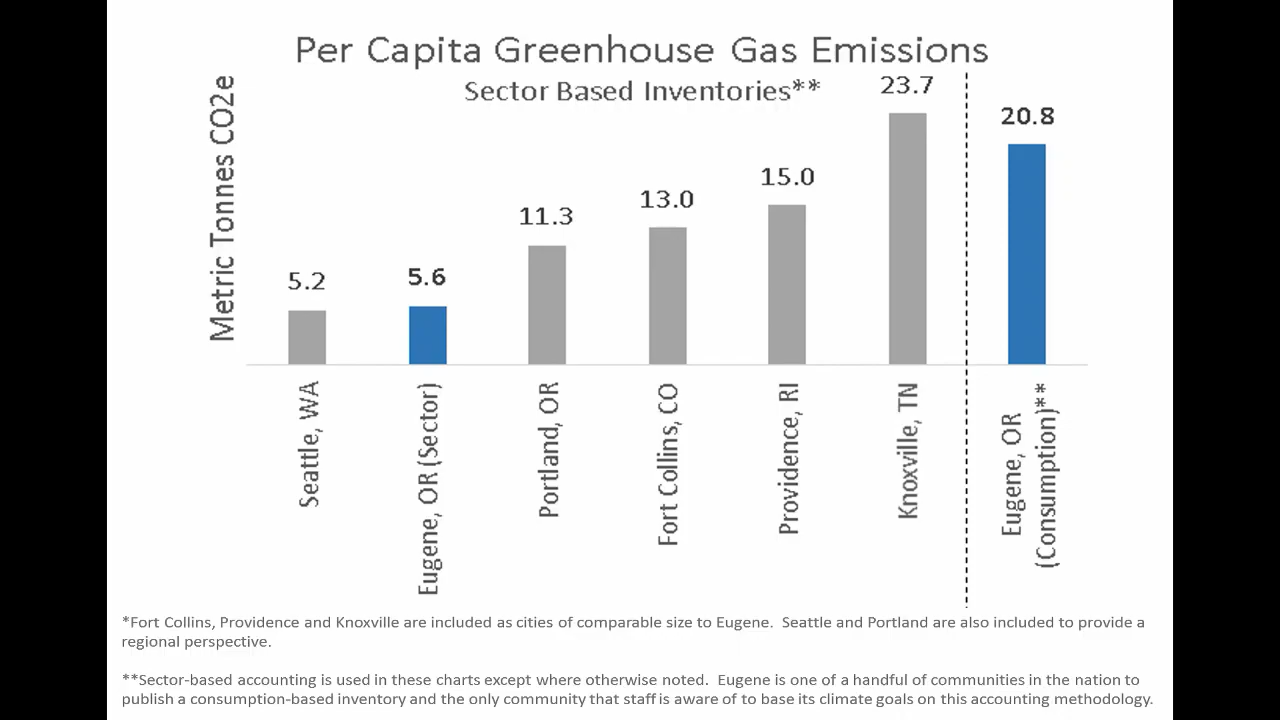 Per Capita Greenhouse Gas Emissions
Sector Based Inventories**
Metric Tonnes CO2e
5.2
5.6
11.3
13.0
15.0
23.7
20.8
Seattle, WA
Eugene, OR (Sector)
Portland, OR
Fort Collins, CO
Providence, RI
Knoxville, TN
Eugene, OR
(Consumption)**
*Fort Collins, Providence and Knoxville are included as cities of comparable size to Eugene.  Seattle and Portland are also included to provide a
regional perspective.
**Sector-based accounting is used in these charts except where otherwise noted.  Eugene is one of a handful of communities in the nation to
publish a consumption-based inventory and the only community that staff is aware of to base its climate goals on this accounting methodology.